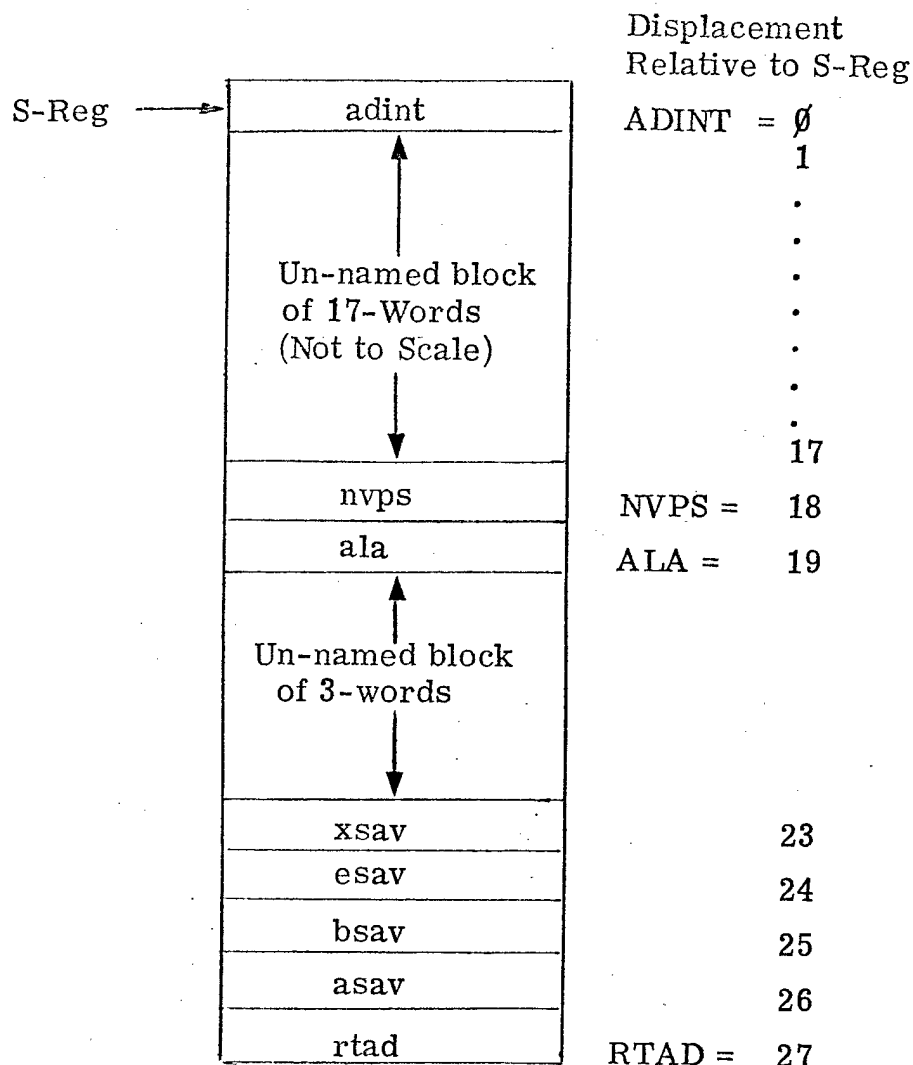 Displacement
Relative to S-Reg
S-Reg
adint
ADINT = Ø
1
.
.
.
.
.
.
.
Un-named block
of 17-Words
(Not to Scale)
17
nvps
NVPS = 18
ala
ALA = 19
Un-named block
of 3-words
xsav
23
esav
24
bsav
25
asav
26
rtad
RTAD = 27